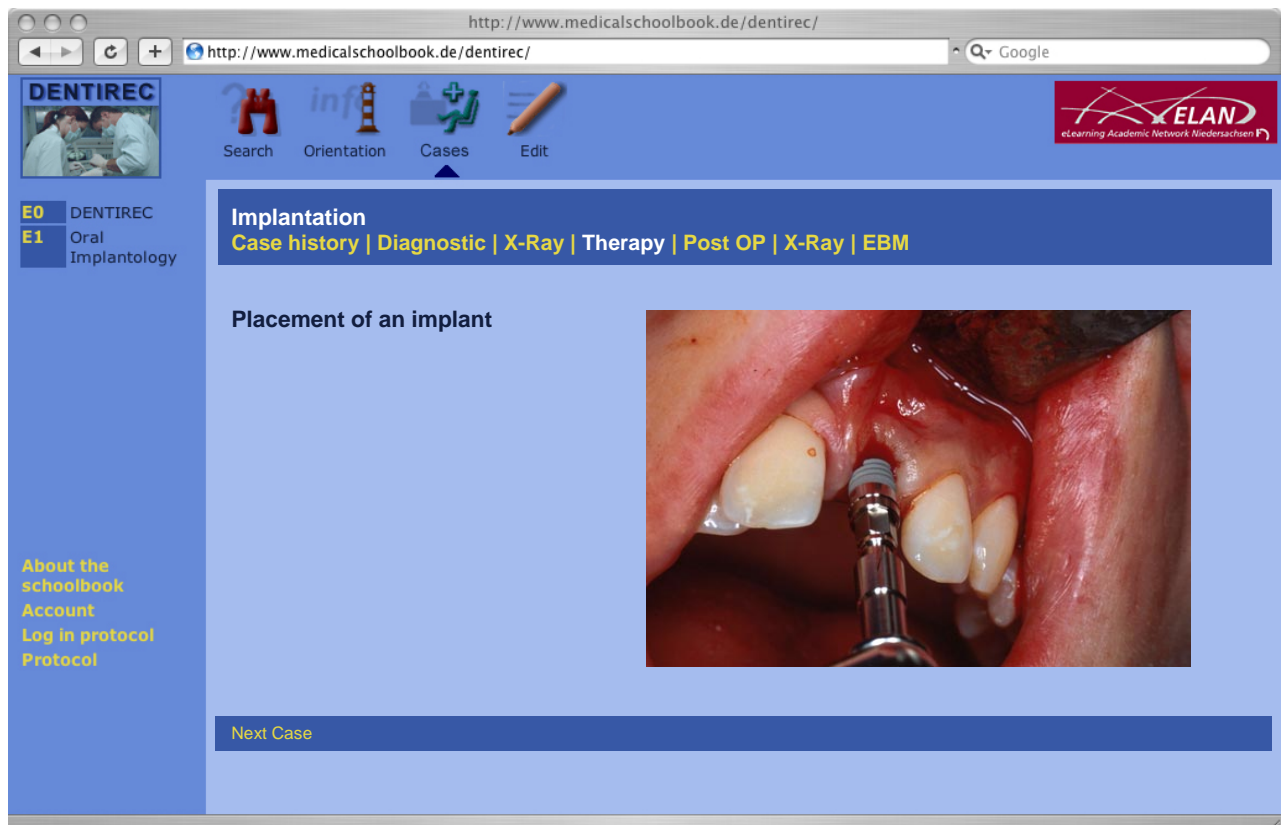 http://www.medicalschoolbook.de/dentirec/
http://www.medicalschoolbook.de/dentirec/
Google
DENTIREC
info
Search
Orientation
Cases
Edit
ELAN
eLearning Academic Network Niedersachsen
E0 DENTIREC
E1 Oral
Implantology
Implantation
Case history | Diagnostic | X-Ray | Therapy | Post OP | X-Ray | EBM
Placement of an implant
About the
schoolbook
Account
Log in protocol
Protocol
Next Case